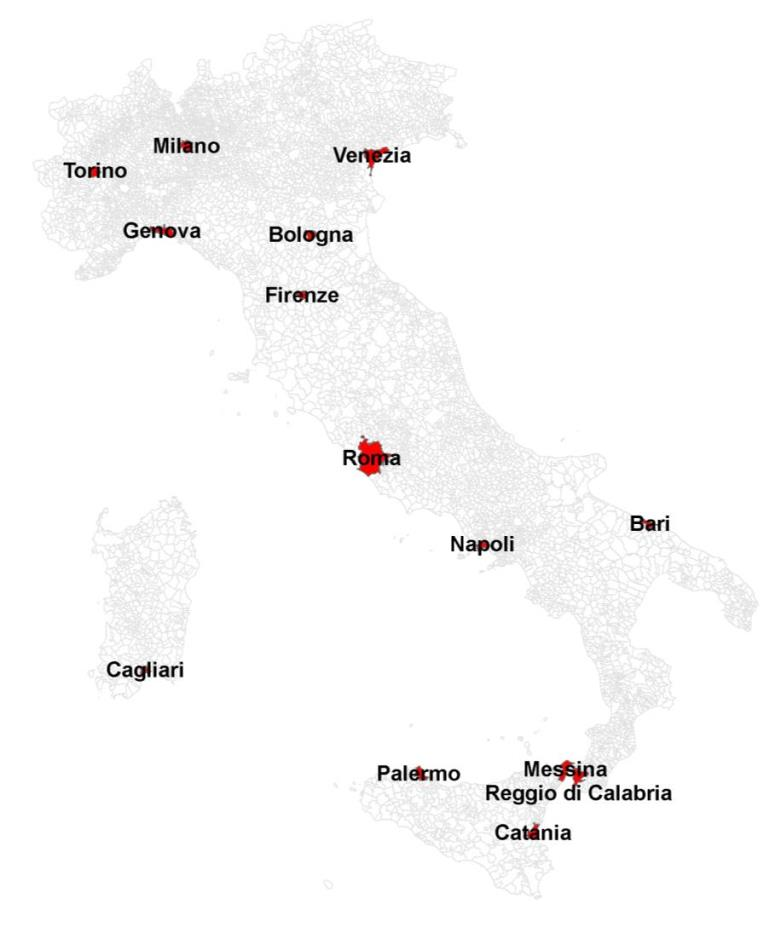 Milano
Venezia
Torino
Genova
Bologna
Firenze
Roma
Bari
Napoli
Cagliari
Messina
Palermo
Reggio di Calabria
Catania